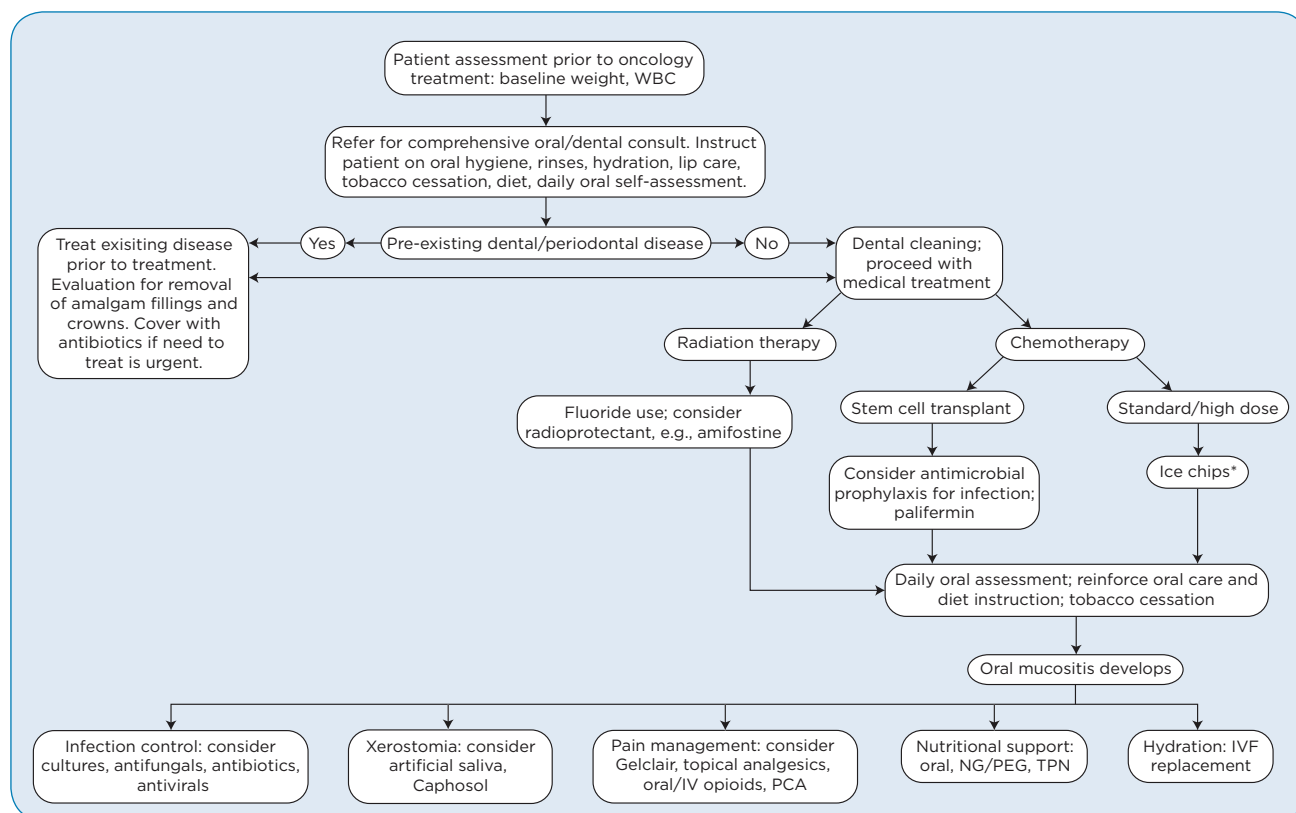 Patient assessment prior to oncology
treatment: baseline weight, WBC
Refer for comprehensive oral/dental consult. Instruct
patient on oral hygiene, rinses, hydration, lip care,
tobacco cessation, diet, daily oral self-assessment.
Treat exisiting disease
prior to treatment.
Evaluation for removal
of amalgam fillings and
crowns. Cover with
antibiotics if need to
treat is urgent.
Yes
Pre-existing dental/periodontal disease
No
Dental cleaning;
proceed with
medical treatment
Radiation therapy
Chemotherapy
Fluoride use; consider
radioprotectant, e.g., amifostine
Stem cell transplant
Standard/high dose
Consider antimicrobial
prophylaxis for infection;
palifermin
Ice chips*
Daily oral assessment; reinforce oral care and
diet instruction; tobacco cessation
Oral mucositis develops
Infection control: consider
cultures, antifungals, antibiotics,
antivirals
Xerostomia: consider
artificial saliva,
Caphosol
Pain management: consider
Gelclair, topical analgesics,
oral/IV opioids, PCA
Nutritional support:
oral, NG/PEG, TPN
Hydration: IVF
replacement